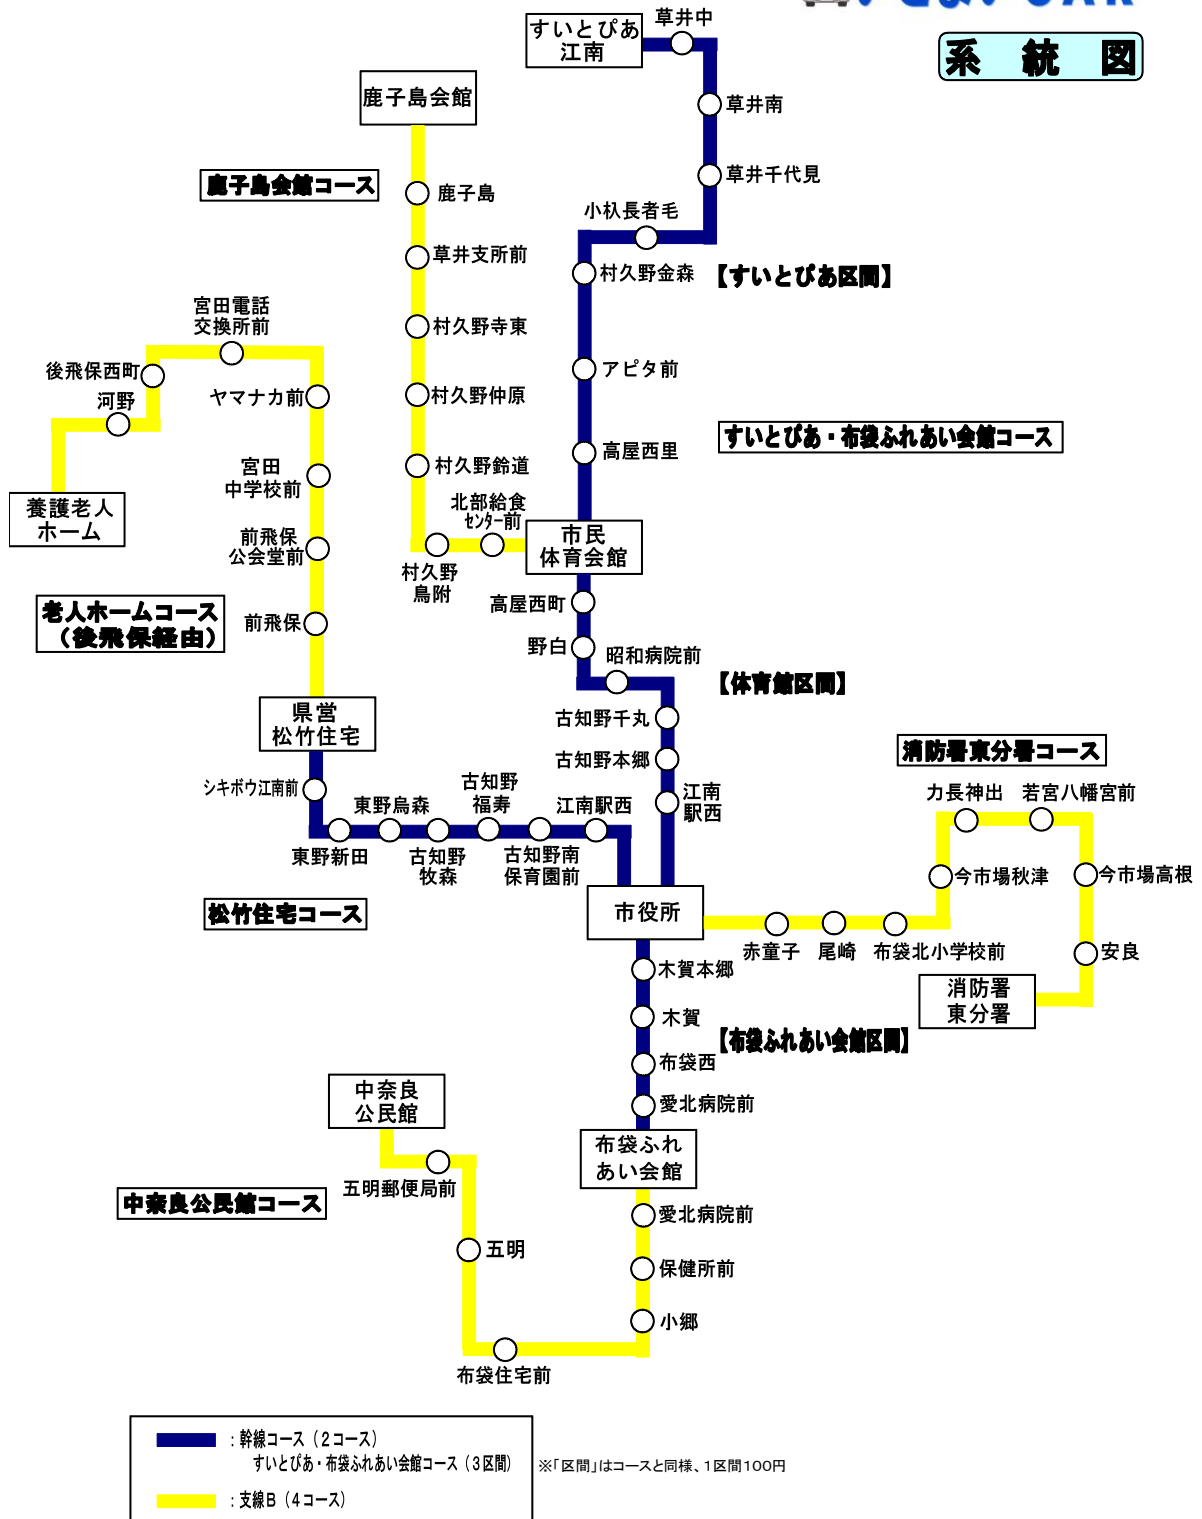 系統図
すいとぴあ
江南
草井中
草井南
草井千代見
小杁長者毛
村久野金森
【すいとぴあ区間】
アピタ前
高屋西里
すいとぴあ・布袋ふれあい会館コース
鹿子島会館
鹿子島会館コース
鹿子島
草井支所前
村久野寺東
村久野仲原
村久野鈴道
村久野
鳥附
北部給食
センター前
市民
体育会館
宮田電話
交換所前
後飛保西町
河野
養護老人
ホーム
ヤマナカ前
宮田
中学校前
前飛保
公会堂前
前飛保
老人ホームコース
（後飛保経由）
県営
松竹住宅
高屋西町
野白
昭和病院前
【体育館区間】
古知野千丸
古知野本郷
江南
駅西
シキボウ江南前
東野新田
東野烏森
古知野
牧森
古知野
福寿
古知野南
保育園前
江南駅西
松竹住宅コース
市役所
消防署東分署コース
力長神出
若宮八幡宮前
今市場秋津
今市場高根
赤童子
尾崎
布袋北小学校前
安良
消防署
東分署
木賀本郷
木賀
【布袋ふれあい会館区間】
布袋西
愛北病院前
布袋ふれ
あい会館
中奈良
公民館
五明郵便局前
中奈良公民館コース
五明
愛北病院前
保健所前
小郷
布袋住宅前
：幹線コース（２コース）
すいとぴあ・布袋ふれあい会館コース（３区間）
※「区間」はコースと同様、1区間100円
：支線Ｂ（４コース）